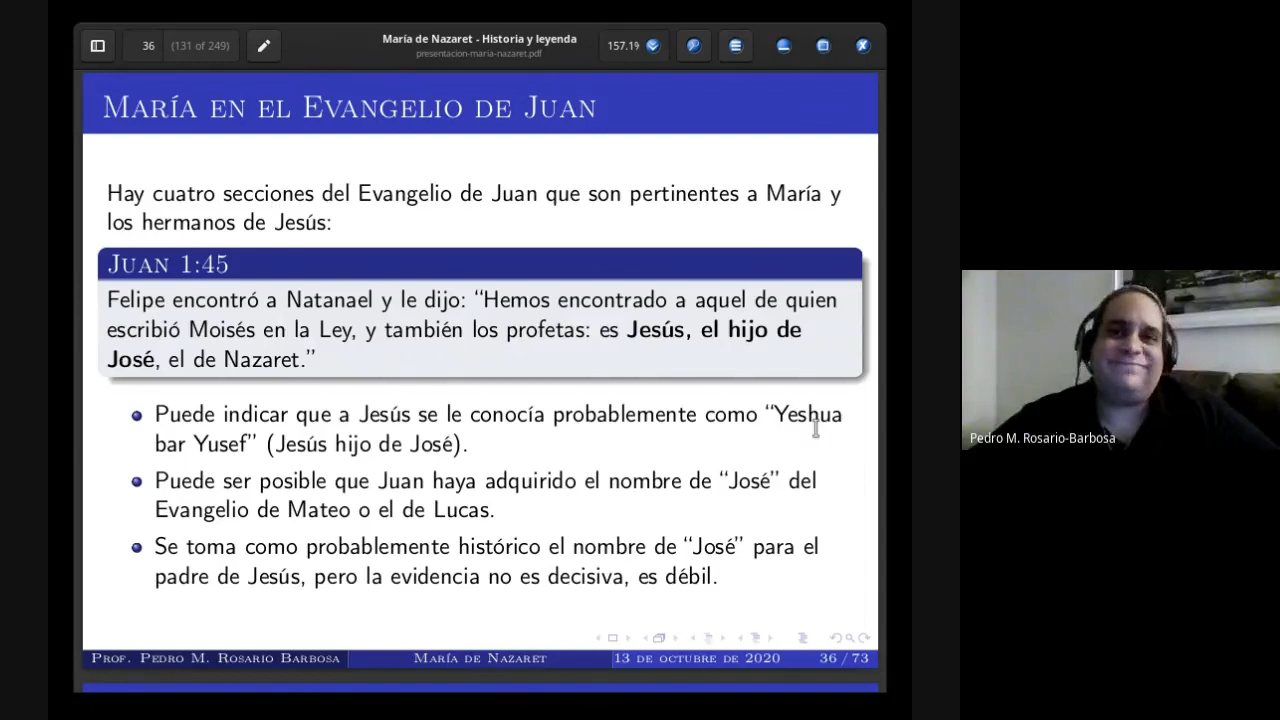 36
(131 of 249)
María de Nazaret - Historia y leyenda
presentacion-maria-nazaret.pdf
157.19
María en el Evangelio de Juan
Hay cuatro secciones del Evangelio de Juan que son pertinentes a María y
los hermanos de Jesús:
Juan 1:45
Felipe encontró a Natanael y le dijo: “Hemos encontrado a aquel de quien
escribió Moisés en la Ley, y también los profetas: es Jesús, el hijo de
José, el de Nazaret.”
Puede indicar que a Jesús se le conocía probablemente como “Yeshua
bar Yusef” (Jesús hijo de José).
Puede ser posible que Juan haya adquirido el nombre de “José” del
Evangelio de Mateo o el de Lucas.
Se toma como probablemente histórico el nombre de “José” para el
padre de Jesús, pero la evidencia no es decisiva, es débil.
Prof. Pedro M. Rosario Barbosa
María de Nazaret
13 de octubre de 2020
36 / 73
Pedro M. Rosario-Barbosa